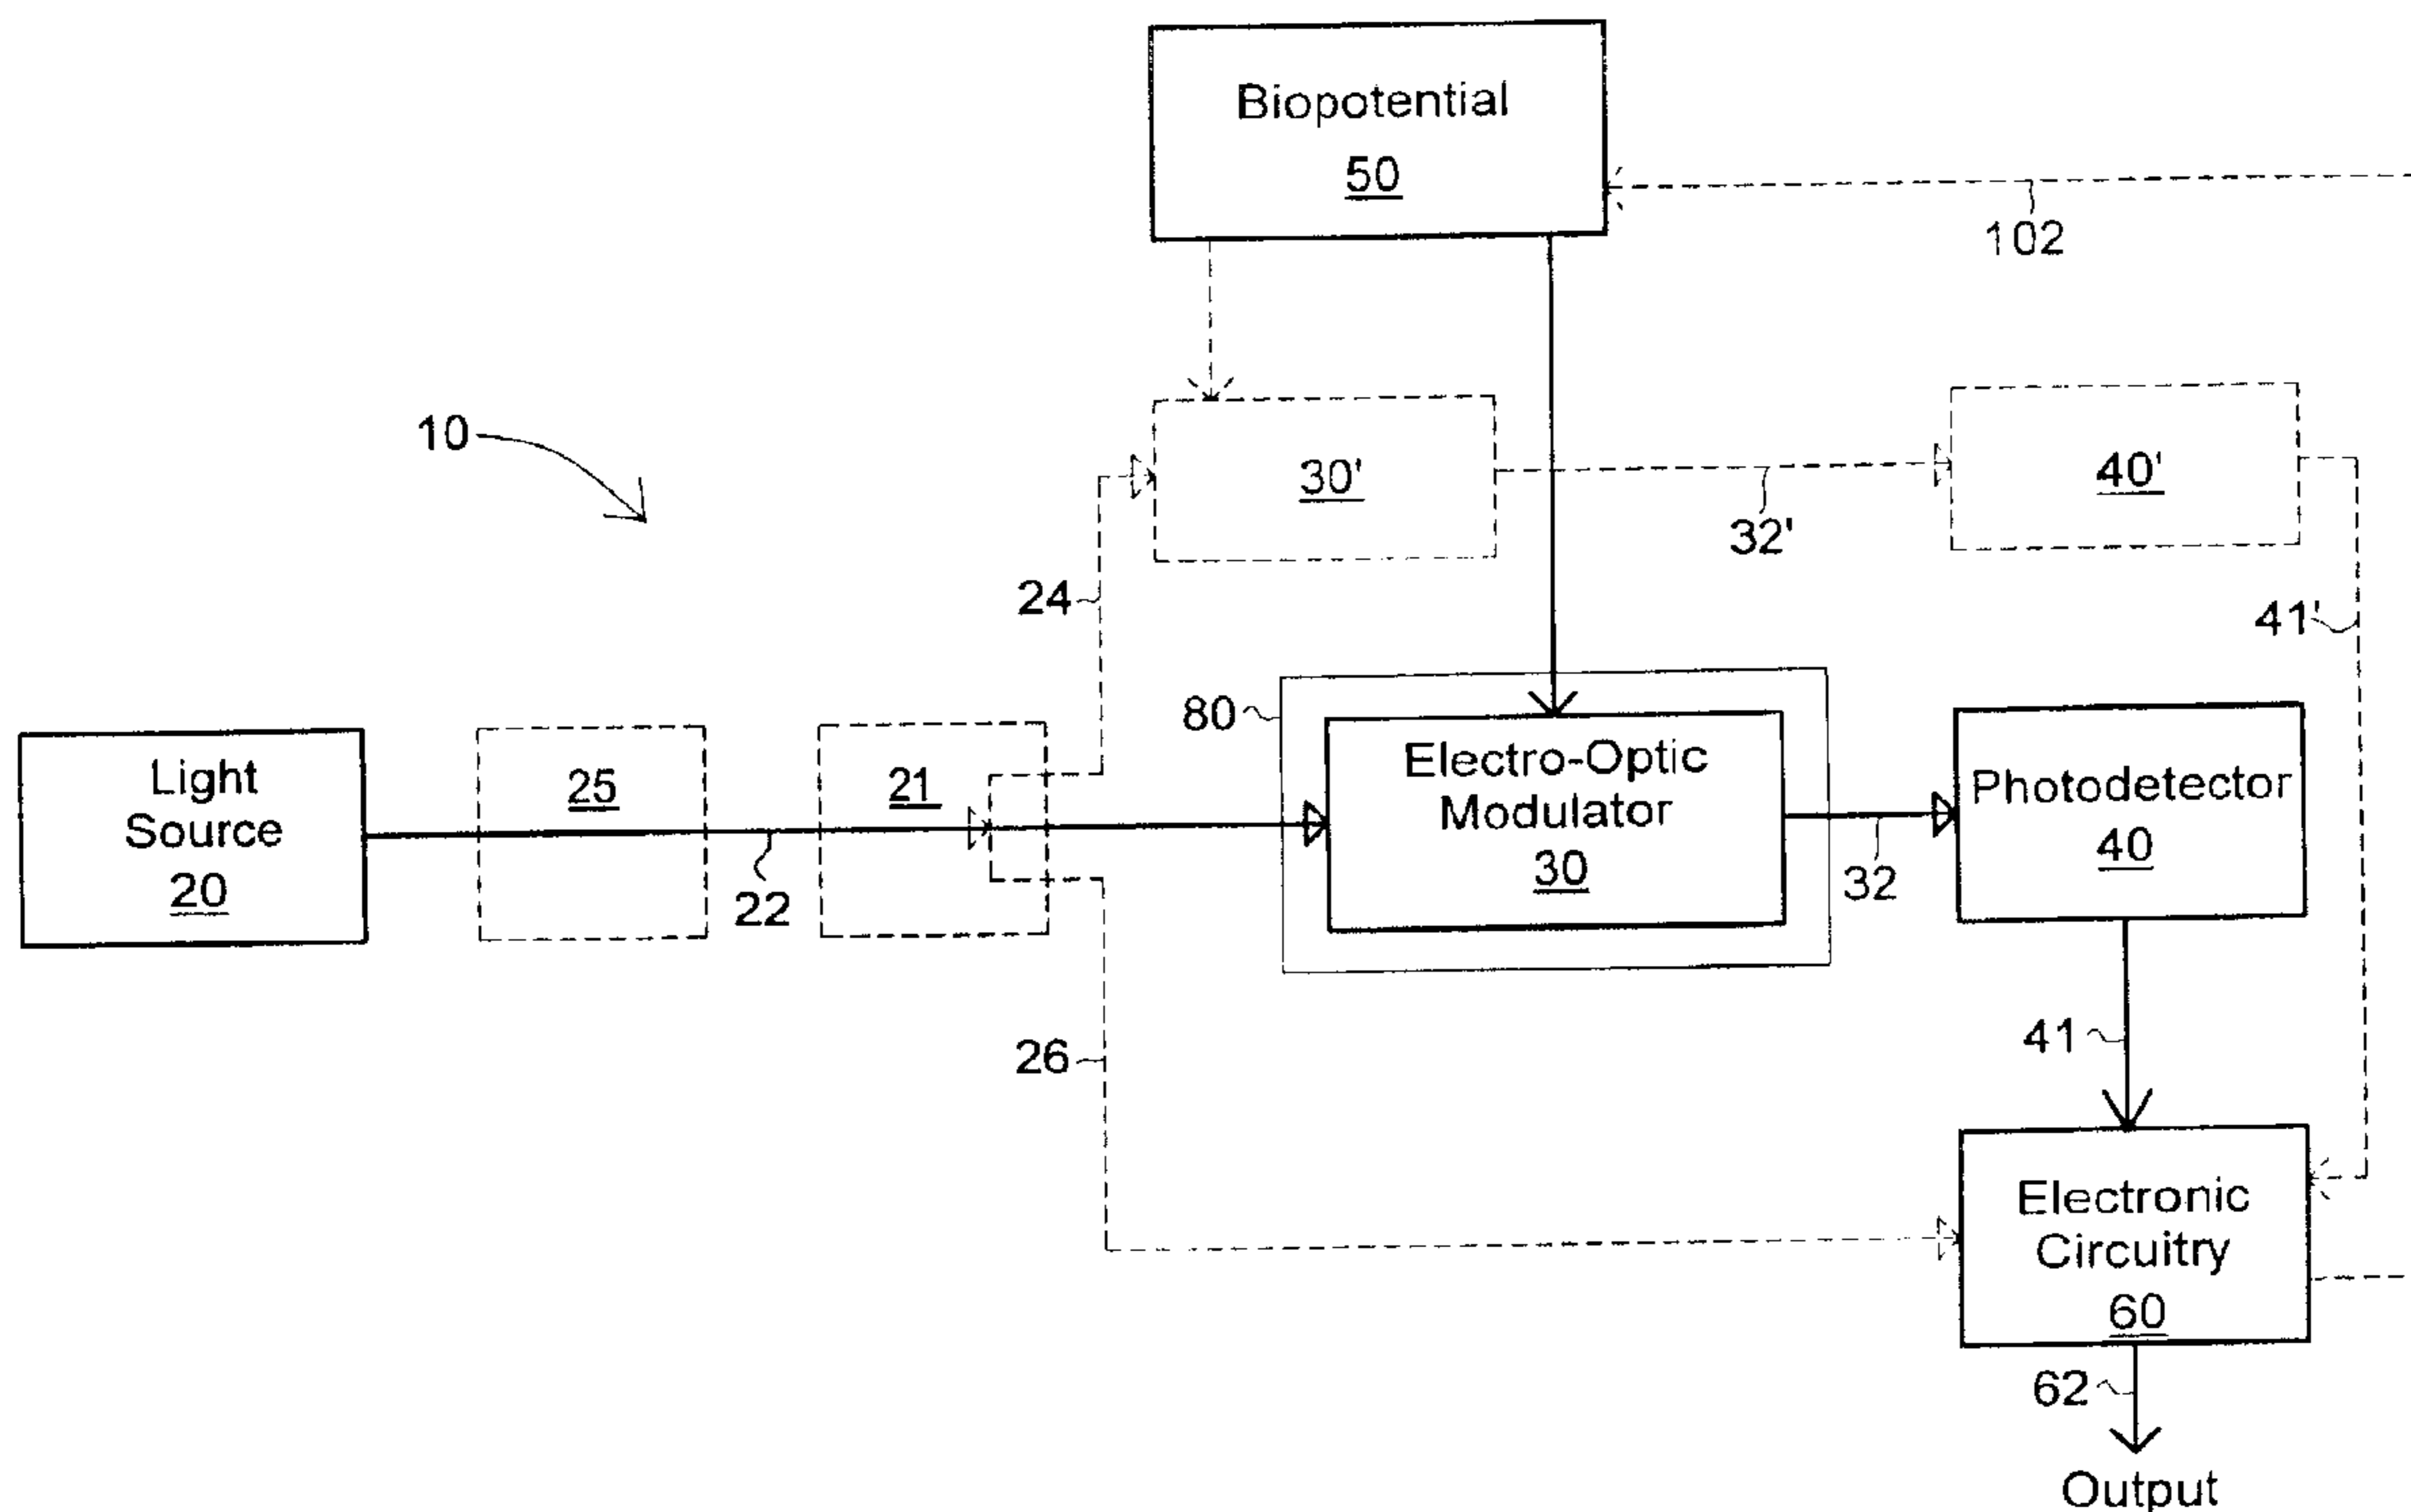 Biopotential
50
102
10
30'
40'
32'
24
41'
80
Light
Source
20
25
21
22
Electro-Optic
Modulator
30
32
Photodetector
40
26
41
Electronic
Circuitry
60
62
Output